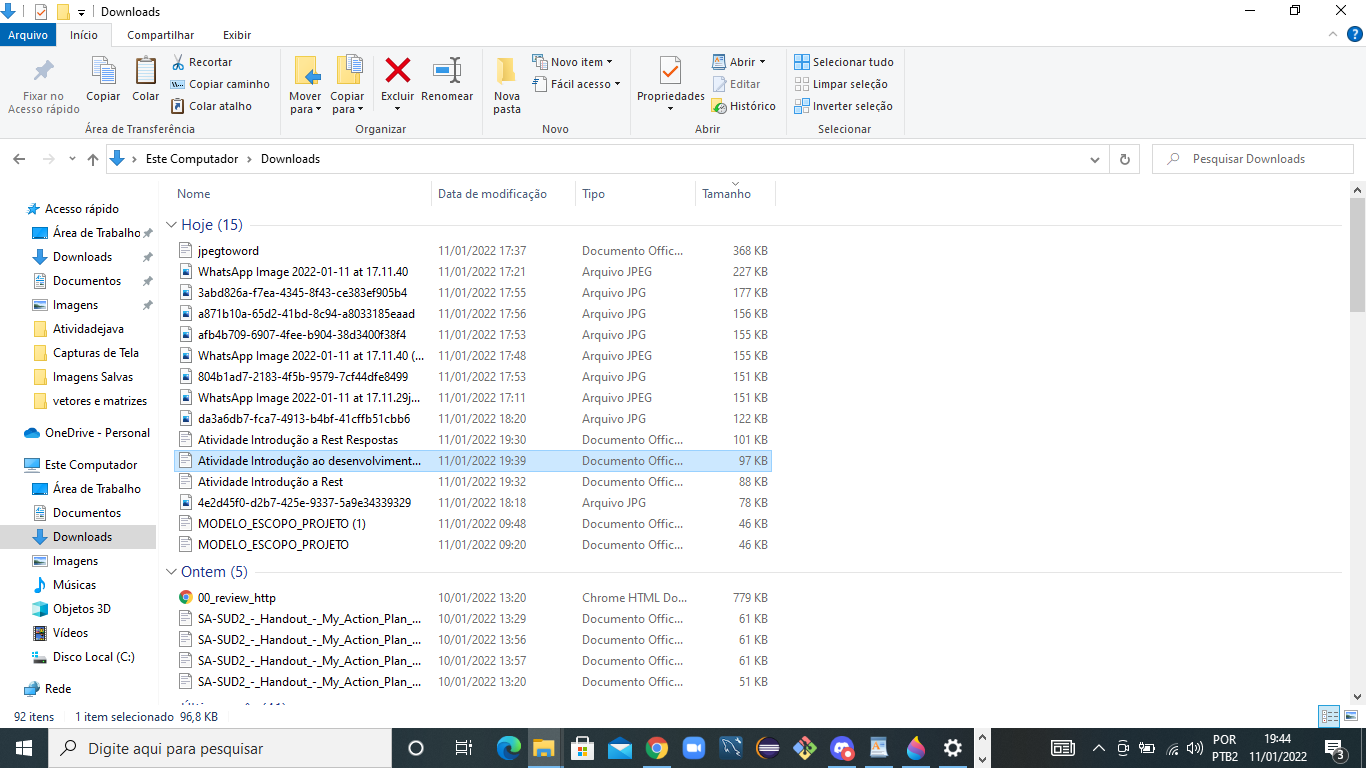 Downloads
Arquivo Início Compartilhar Exibir
Fixar no Acesso rápido
Copiar
Colar
Recortar
Copiar caminho
Colar atalho
Área de Transferência
Mover para
Copiar para
Excluir
Renomear
Organizar
Nova pasta
Novo item
Fácil acesso
Novo
Propriedades
Abrir
Editar
Histórico
Abrir
Selecionar tudo
Limpar seleção
Inverter seleção
Selecionar
Este Computador > Downloads
Pesquisar Downloads
Acesso rápido
Área de Trabalho
Downloads
Documentos
Imagens
Atividadejava
Capturas de Tela
Imagens Salvas
vetores e matrizes
OneDrive - Personal
Este Computador
Área de Trabalho
Documentos
Downloads
Imagens
Músicas
Objetos 3D
Vídeos
Disco Local (C:)
Rede
Nome Data de modificação Tipo Tamanho
Hoje (15)
jpegtoword 11/01/2022 17:37 Documento Offic... 368 KB
WhatsApp Image 2022-01-11 at 17.11.40 11/01/2022 17:21 Arquivo JPEG 227 KB
3abd826a-f7ea-4345-8f43-ce383ef905b4 11/01/2022 17:55 Arquivo JPG 177 KB
a871b10a-65d2-41bd-8c94-a8033185eaad 11/01/2022 17:56 Arquivo JPG 156 KB
afb4b709-6907-4fee-b904-38d3400f38f4 11/01/2022 17:53 Arquivo JPG 155 KB
WhatsApp Image 2022-01-11 at 17.11.40 (... 11/01/2022 17:48 Arquivo JPEG 155 KB
804b1ad7-2183-4f5b-9579-7cf44dfe8499 11/01/2022 17:53 Arquivo JPG 151 KB
WhatsApp Image 2022-01-11 at 17.11.29j... 11/01/2022 17:11 Arquivo JPEG 151 KB
da3a6db7-fca7-4913-b4bf-41cffb51cbb6 11/01/2022 18:20 Arquivo JPG 122 KB
Atividade Introdução a Rest Respostas 11/01/2022 19:30 Documento Offic... 101 KB
Atividade Introdução ao desenvolviment... 11/01/2022 19:39 Documento Offic... 97 KB
Atividade Introdução a Rest 11/01/2022 19:32 Documento Offic... 88 KB
4e2d45f0-d2b7-425e-9337-5a9e34339329 11/01/2022 18:18 Arquivo JPG 78 KB
MODELO_ESCOPO_PROJETO (1) 11/01/2022 09:48 Documento Offic... 46 KB
MODELO_ESCOPO_PROJETO 11/01/2022 09:20 Documento Offic... 46 KB
Ontem (5)
00_review_http 10/01/2022 13:20 Chrome HTML Do... 779 KB
SA-SUD2_-_Handout_-_My_Action_Plan_... 10/01/2022 13:29 Documento Offic... 61 KB
SA-SUD2_-_Handout_-_My_Action_Plan_... 10/01/2022 13:56 Documento Offic... 61 KB
SA-SUD2_-_Handout_-_My_Action_Plan_... 10/01/2022 13:57 Documento Offic... 61 KB
SA-SUD2_-_Handout_-_My_Action_Plan_... 10/01/2022 13:20 Documento Offic... 51 KB
92 itens 1 item selecionado 96,8 KB
Digite aqui para pesquisar
POR
PTB2
19:44
11/01/2022
3